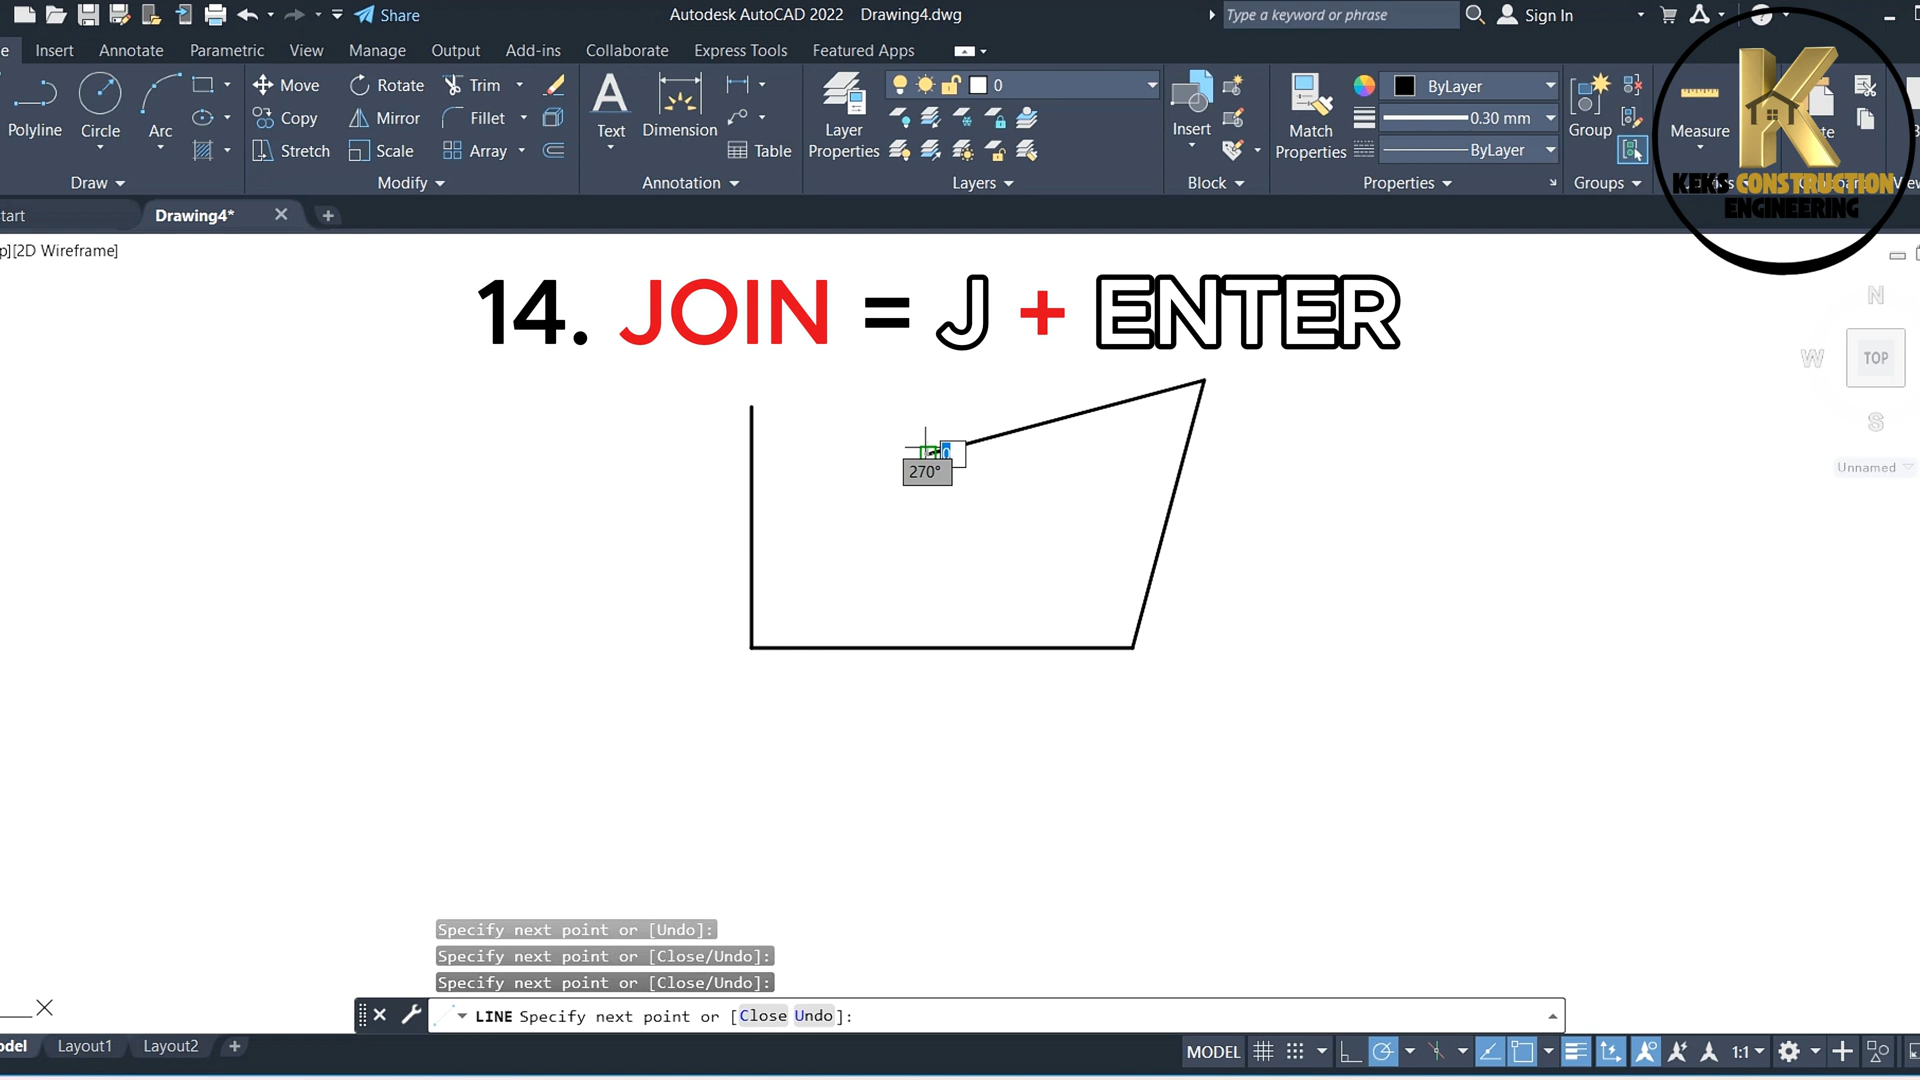 Share
Autodesk AutoCAD 2022 Drawing4.dwg
Type a keyword or phrase
Sign In
Insert Annotate Parametric View Manage Output Add-ins Collaborate Express Tools Featured Apps
Move Rotate Trim
Copy Mirror Fillet
Stretch Scale Array
Polyline Circle Arc
Text Dimension
Table
Layer
Properties
0
Insert
Match
Properties
ByLayer
0.30 mm
ByLayer
Group
Measure
Draw Modify Annotation Layers Block Properties Groups
K
KEKS CONSTRUCTION
ENGINEERING
tart Drawing4*
p][2D Wireframe]
14. JOIN = J + ENTER
N
W TOP
S
Unnamed
0
270°
Specify next point or [Undo]:
Specify next point or [Close/Undo]:
Specify next point or [Close/Undo]:
LINE Specify next point or [Close Undo]:
odel Layout1 Layout2
MODEL 1:1